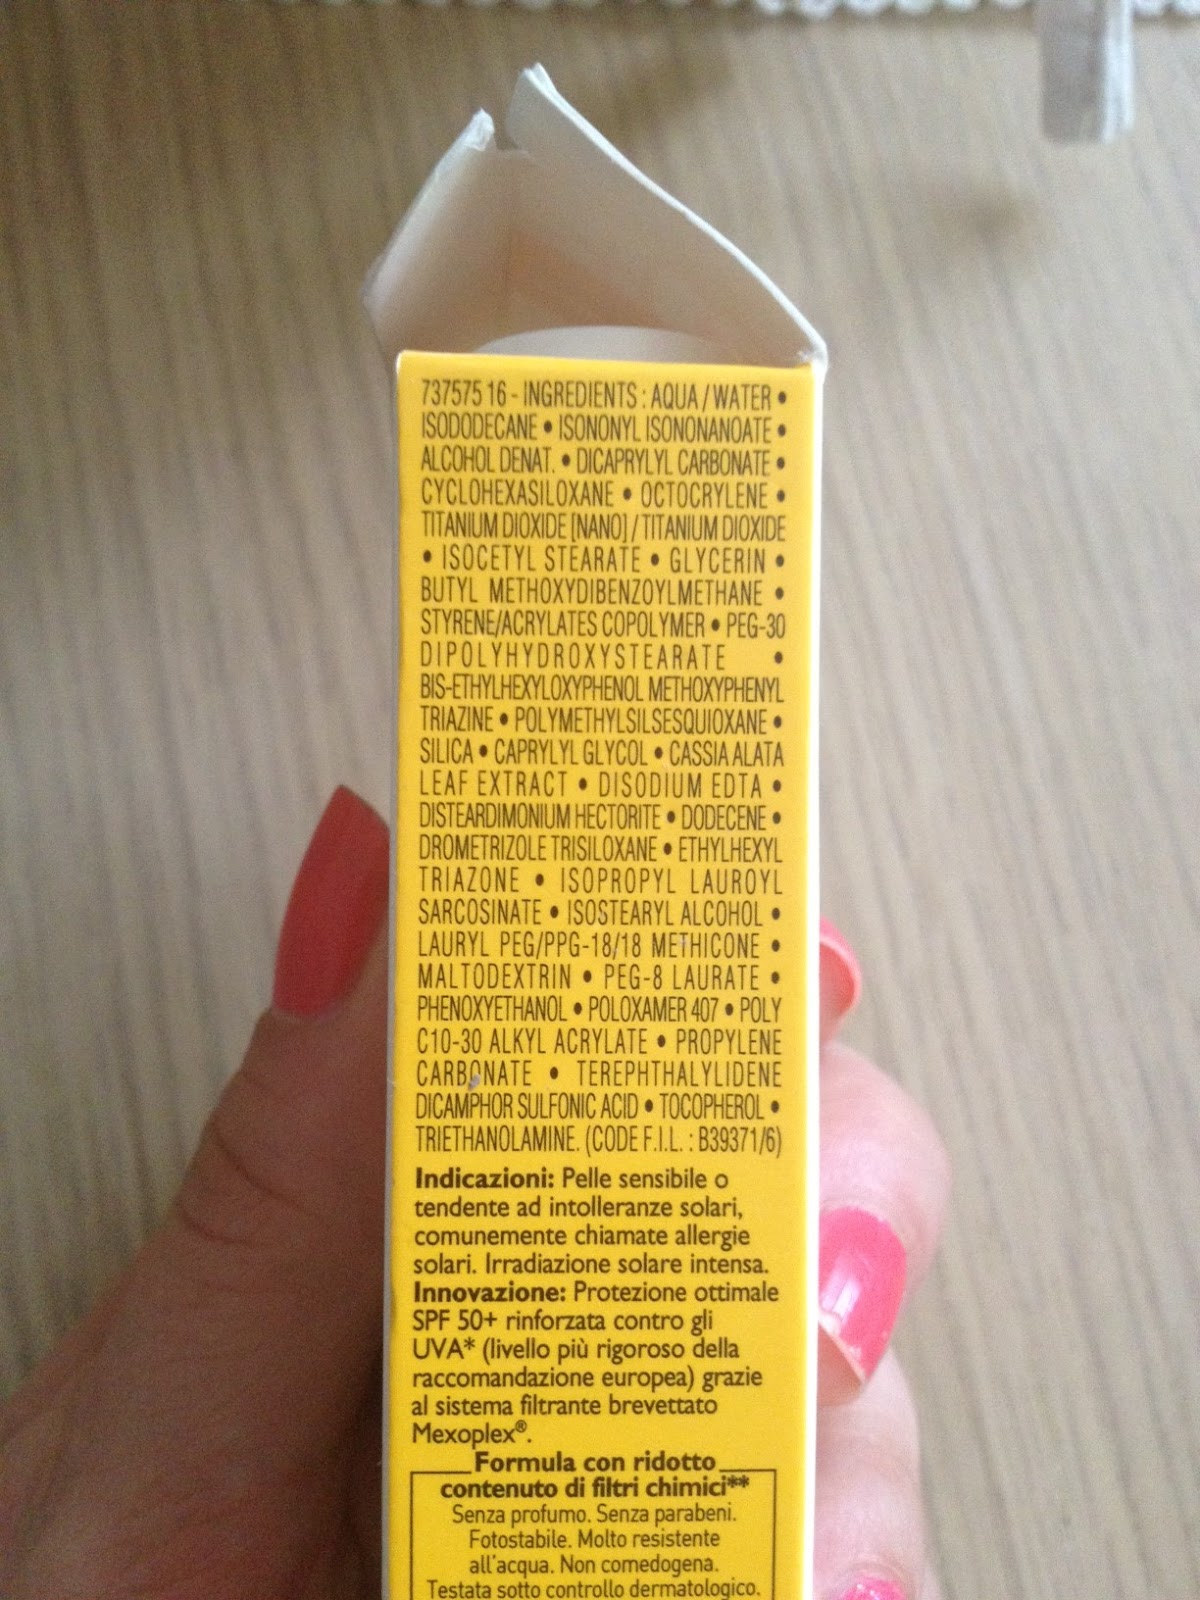 737575 16 - INGREDIENTS : AQUA / WATER •
ISODODECANE • ISONONYL ISONONANOATE •
ALCOHOL DENAT. • DICAPRYLYL CARBONATE •
CYCLOHEXASILOXANE • OCTOCRYLENE •
TITANIUM DIOXIDE [NANO] / TITANIUM DIOXIDE
• ISOCETYL STEARATE • GLYCERIN •
BUTYL METHOXYDIBENZOYLMETHANE •
STYRENE/ACRYLATES COPOLYMER • PEG-30
DIPOLYHYDROXYSTEARATE •
BIS-ETHYLHEXYLOXYPHENOL METHOXYPHENYL
TRIAZINE • POLYMETHYLSILSESQUIOXANE •
SILICA • CAPRYLYL GLYCOL • CASSIA ALATA
LEAF EXTRACT • DISODIUM EDTA •
DISTEARDIMONIUM HECTORITE • DODECENE •
DROMETRIZOLE TRISILOXANE • ETHYLHEXYL
TRIAZONE • ISOPROPYL LAUROYL
SARCOSINATE • ISOSTEARYL ALCOHOL •
LAURYL PEG/PPG-18/18 METHICONE •
MALTODEXTRIN • PEG-8 LAURATE •
PHENOXYETHANOL • POLOXAMER 407 • POLY
C10-30 ALKYL ACRYLATE • PROPYLENE
CARBONATE • TEREPHTHALYLIDENE
DICAMPHOR SULFONIC ACID • TOCOPHEROL •
TRIETHANOLAMINE. (CODE F.I.L. : B39371/6)
Indicazioni: Pelle sensibile o
tendente ad intolleranze solari,
comunemente chiamate allergie
solari. Irradiazione solare intensa.
Innovazione: Protezione ottimale
SPF 50+ rinforzata contro gli
UVA* (livello più rigoroso della
raccomandazione europea) grazie
al sistema filtrante brevettato
Mexoplex®.
Formula con ridotto
contenuto di filtri chimici**
Senza profumo. Senza parabeni.
Fotostabile. Molto resistente
all'acqua. Non comedogena.
Testata sotto controllo dermatologico.